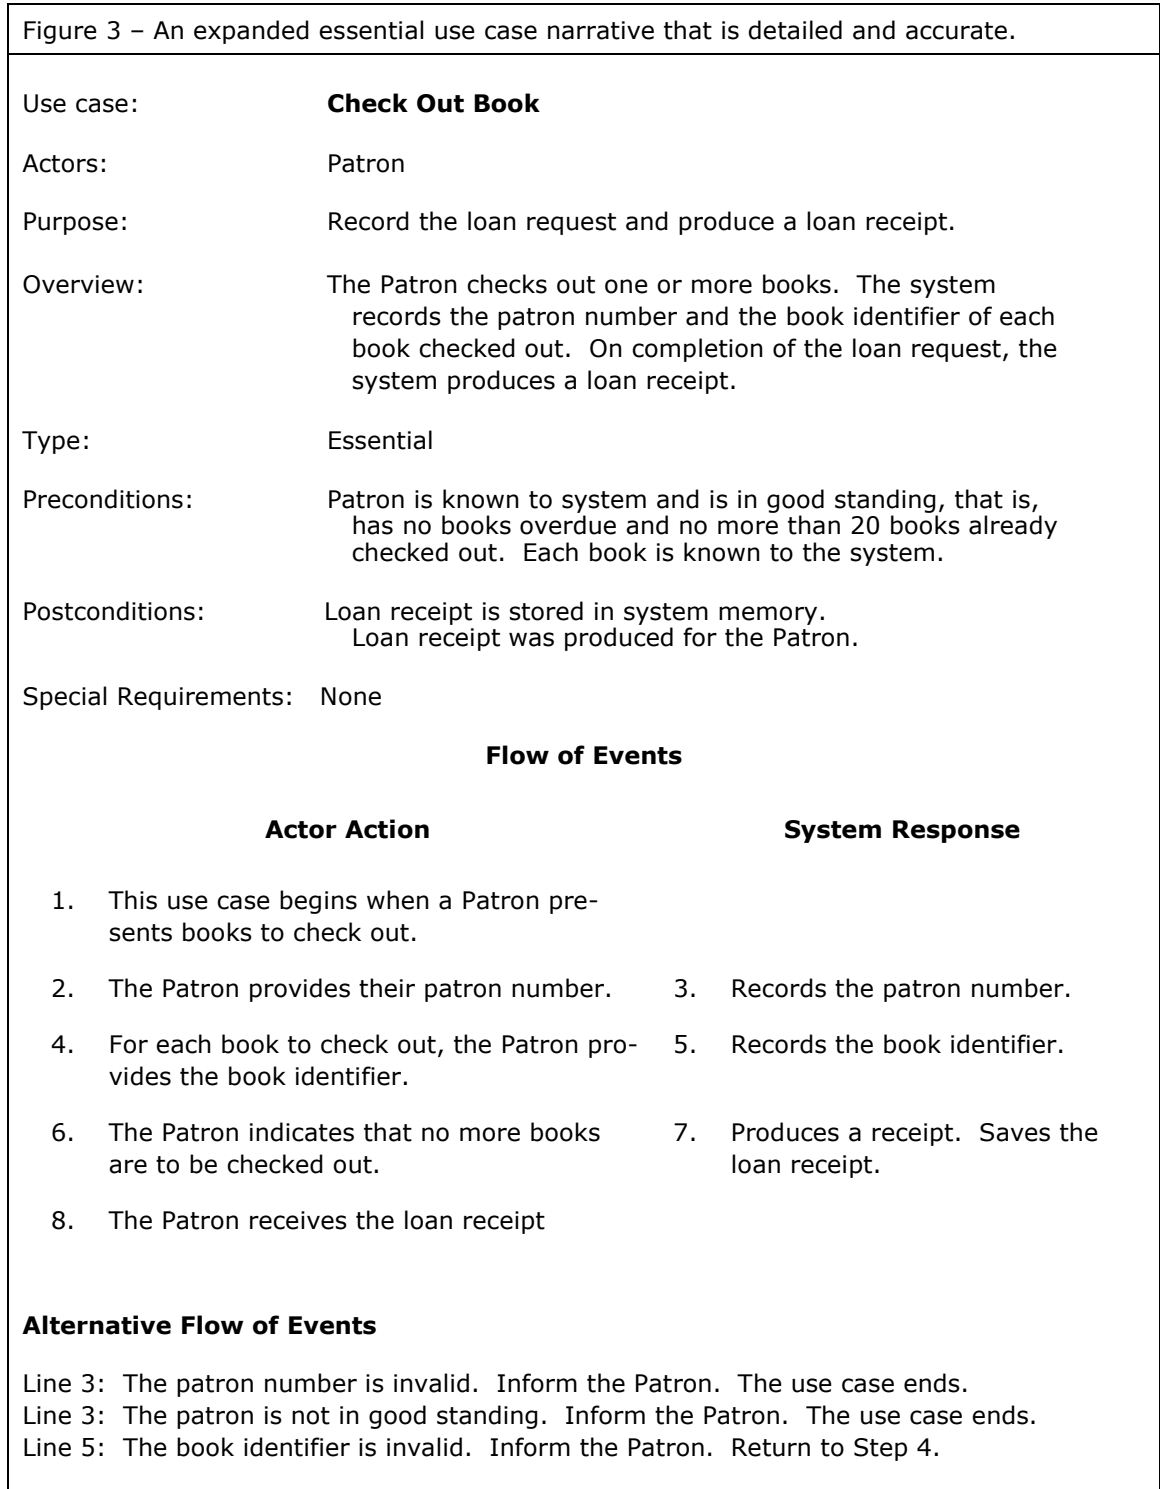 Figure 3 – An expanded essential use case narrative that is detailed and accurate.
Use case: Check Out Book
Actors: Patron
Purpose: Record the loan request and produce a loan receipt.
Overview: The Patron checks out one or more books. The system
records the patron number and the book identifier of each
book checked out. On completion of the loan request, the
system produces a loan receipt.
Type: Essential
Preconditions: Patron is known to system and is in good standing, that is,
has no books overdue and no more than 20 books already
checked out. Each book is known to the system.
Postconditions: Loan receipt is stored in system memory.
Loan receipt was produced for the Patron.
Special Requirements: None
Flow of Events
Actor Action System Response
1. This use case begins when a Patron pre-
sents books to check out.
2. The Patron provides their patron number. 3. Records the patron number.
4. For each book to check out, the Patron pro- 5. Records the book identifier.
vides the book identifier.
6. The Patron indicates that no more books 7. Produces a receipt. Saves the
are to be checked out. loan receipt.
8. The Patron receives the loan receipt
Alternative Flow of Events
Line 3: The patron number is invalid. Inform the Patron. The use case ends.
Line 3: The patron is not in good standing. Inform the Patron. The use case ends.
Line 5: The book identifier is invalid. Inform the Patron. Return to Step 4.